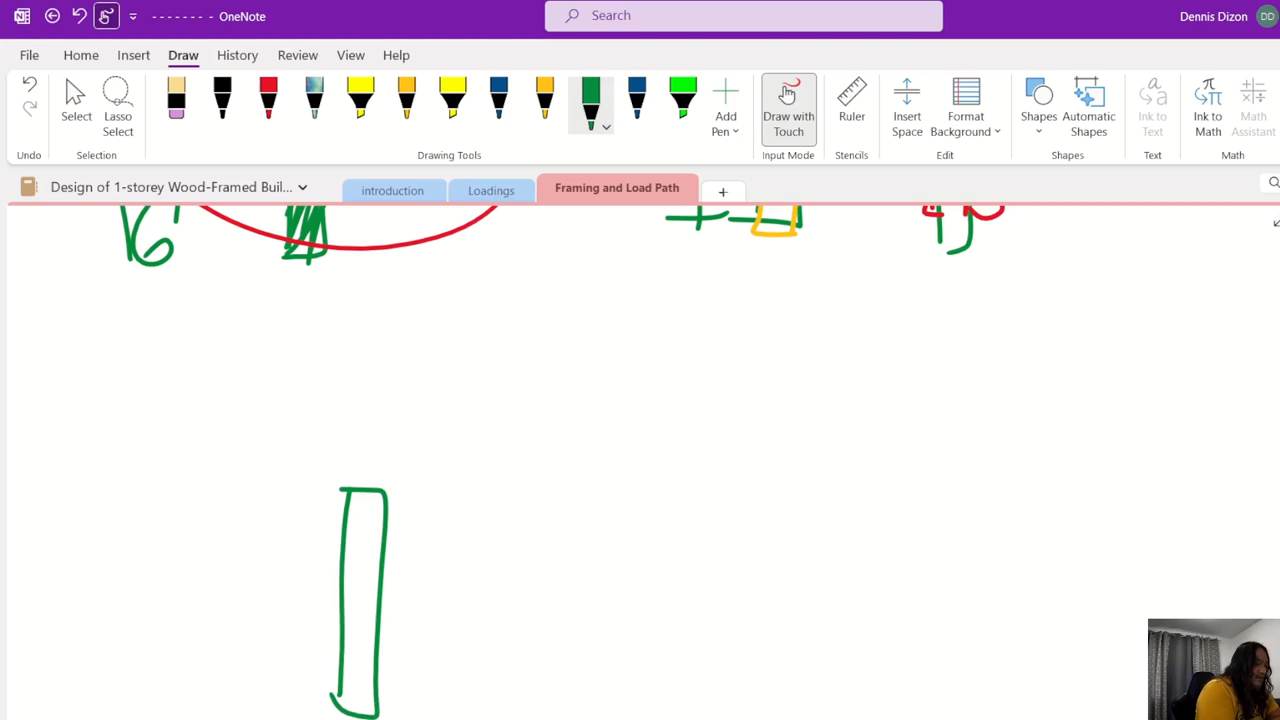 - - - - - - - OneNote
Search
Dennis Dizon DD
File Home Insert Draw History Review View Help
Select
Lasso Select
Add Pen
Draw with Touch
Ruler
Insert Space
Format Background
Shapes
Automatic Shapes
Ink to Text
Ink to Math
Math Assistant
Undo Selection Drawing Tools Input Mode Stencils Edit Shapes Text Math
Design of 1-storey Wood-Framed Buil... introduction Loadings Framing and Load Path +